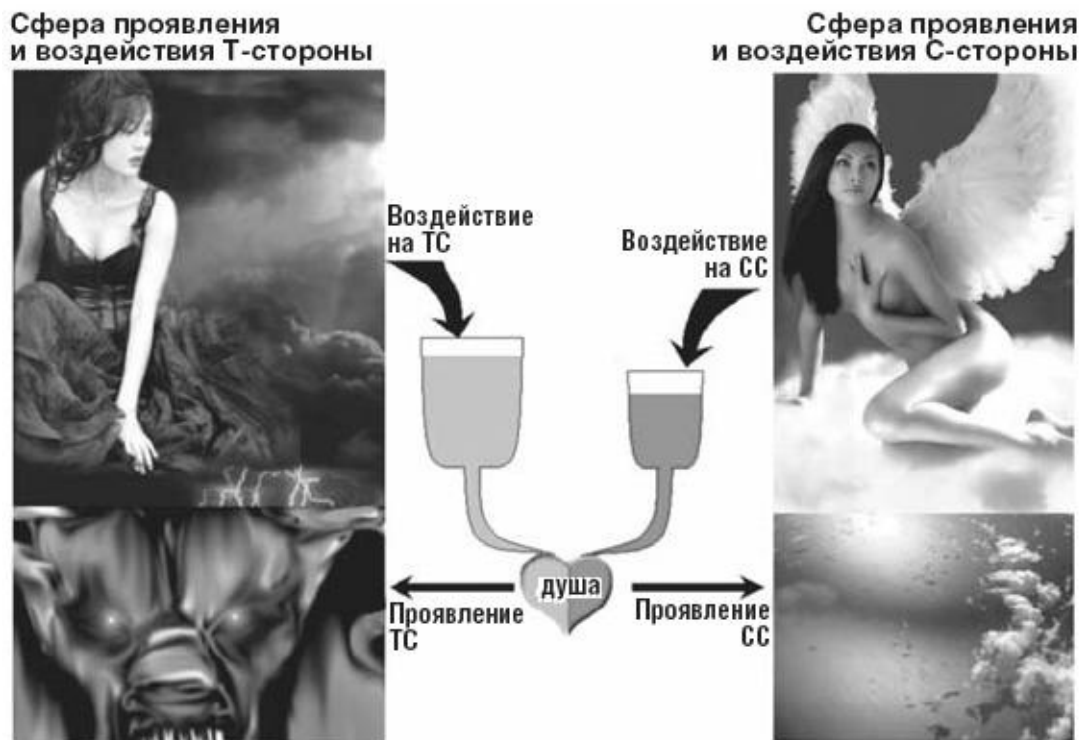 Сфера проявления
и воздействия Т-стороны
Сфера проявления
и воздействия С-стороны
Воздействие
на ТС
Воздействие
на СС
душа
Проявление
ТС
Проявление
СС